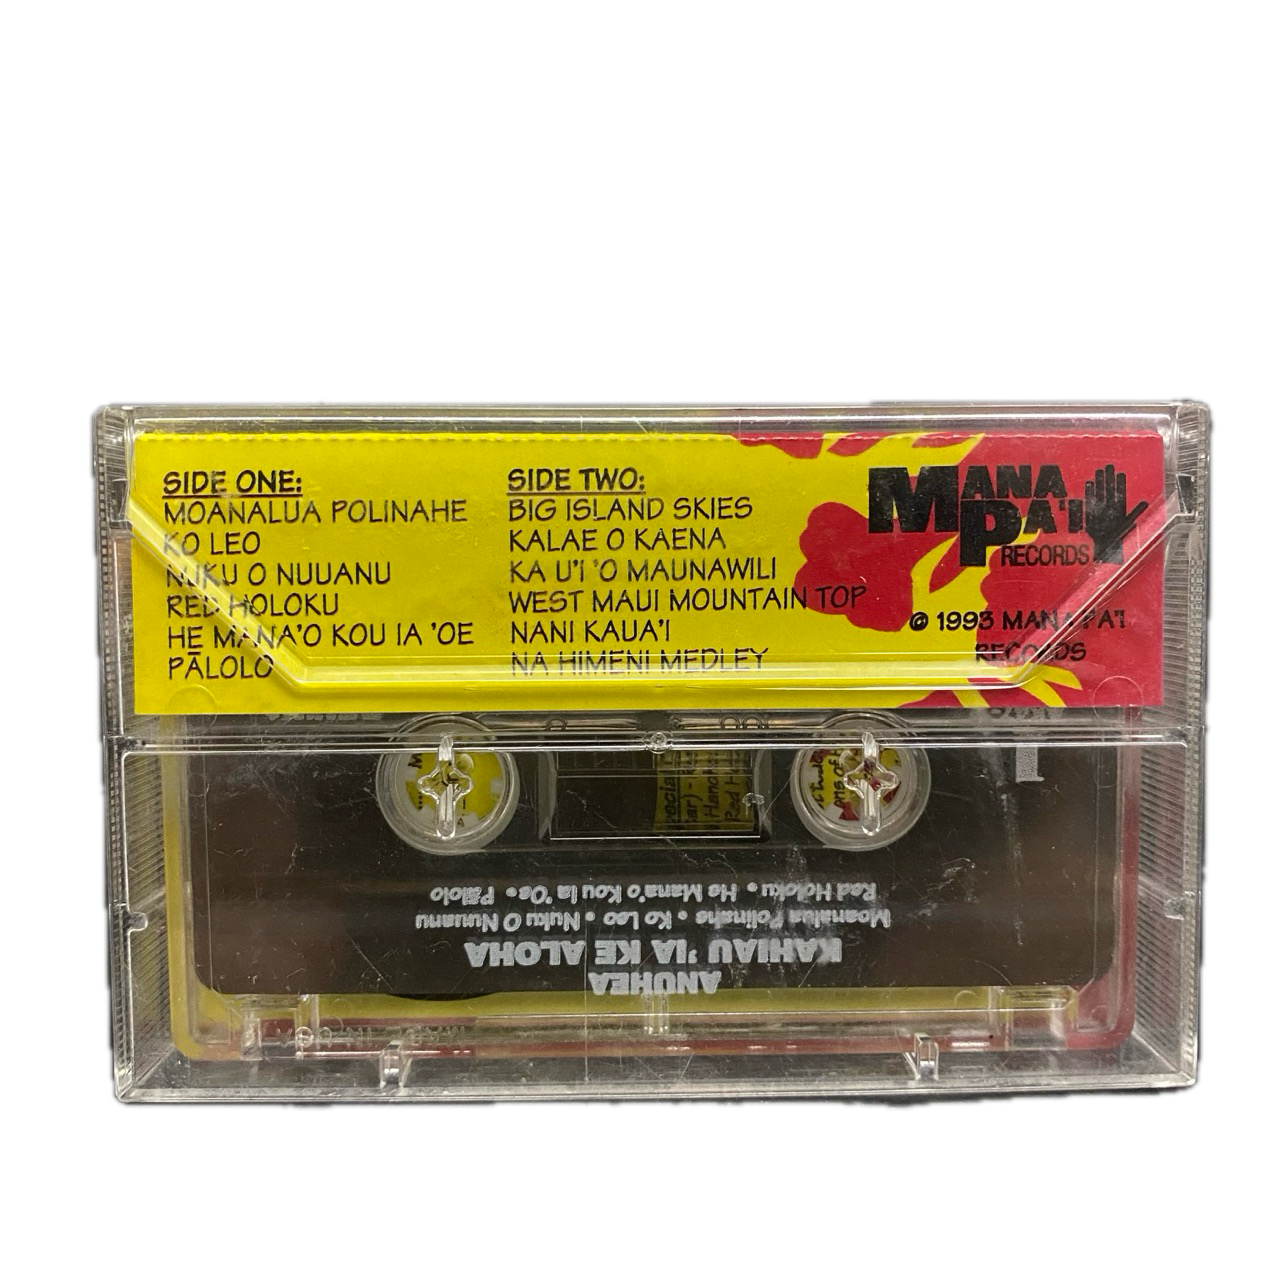 SIDE ONE:
MOANALUA POLINAHE
KO LEO
NUKU O NUUANU
RED HOLOKU
HE MANA'O KOU IA 'OE
PĀLOLO
SIDE TWO:
BIG ISLAND SKIES
KALAE O KAENA
KA U'I 'O MAUNAWILI
WEST MAUI MOUNTAIN TOP
NANI KAUA'I
NA HIMENI MEDLEY
MANA
PA'I
RECORDS
© 1993 MANA PA'I
RECORDS
ANUHEA
KAHIAU 'IA KE ALOHA
Moanalua Polinahe • Ko Leo • Nuku O Nuuanu
Red Holoku • He Mana'o Kou Ia 'Oe • Pālolo
1
Red H